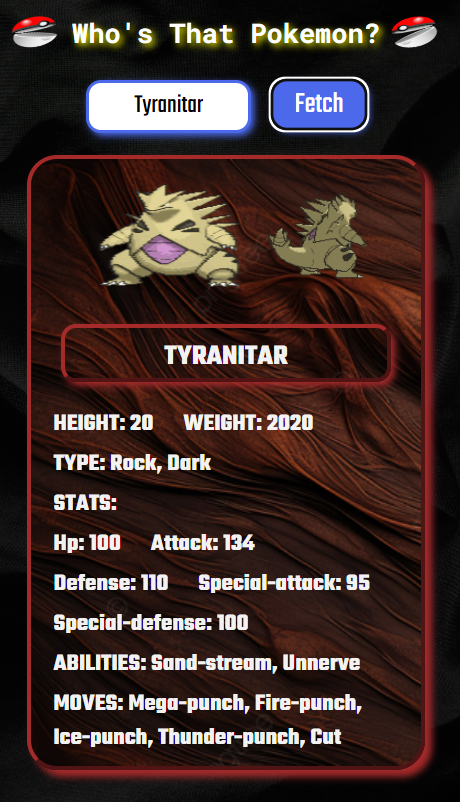 Who's That Pokemon?
Tyranitar
Fetch
TYRANITAR
HEIGHT: 20 WEIGHT: 2020
TYPE: Rock, Dark
STATS:
Hp: 100 Attack: 134
Defense: 110 Special-attack: 95
Special-defense: 100
ABILITIES: Sand-stream, Unnerve
MOVES: Mega-punch, Fire-punch,
Ice-punch, Thunder-punch, Cut